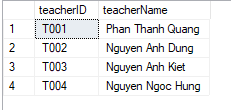 teacherID teacherName
1 T001 Phan Thanh Quang
2 T002 Nguyen Anh Dung
3 T003 Nguyen Anh Kiet
4 T004 Nguyen Ngoc Hung